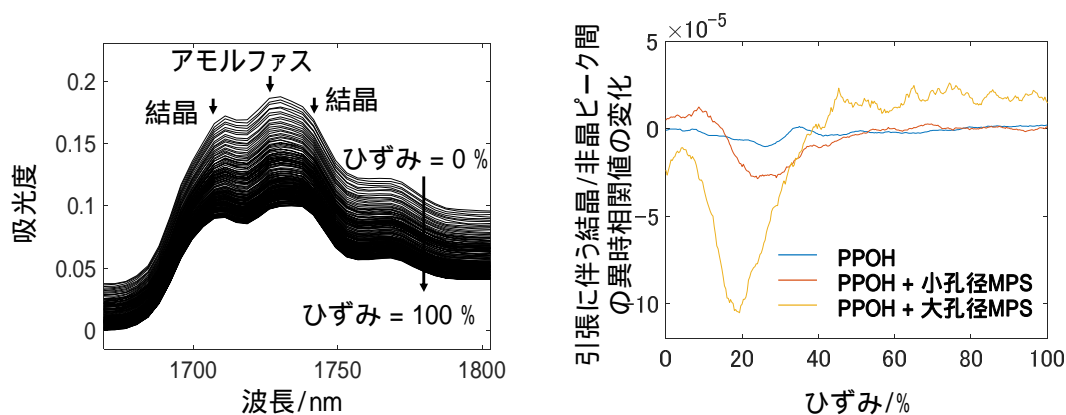 0.2
0.15
0.1
0.05
0
1700
1750
1800
吸光度
波長/nm
アモルファス
結晶
結晶
ひずみ = 0 %
ひずみ = 100 %
×10⁻⁵
5
0
-5
-10
0
20
40
60
80
100
引張に伴う結晶/非晶ピーク間
の異時相関値の変化
ひずみ/%
PPOH
PPOH + 小孔径MPS
PPOH + 大孔径MPS